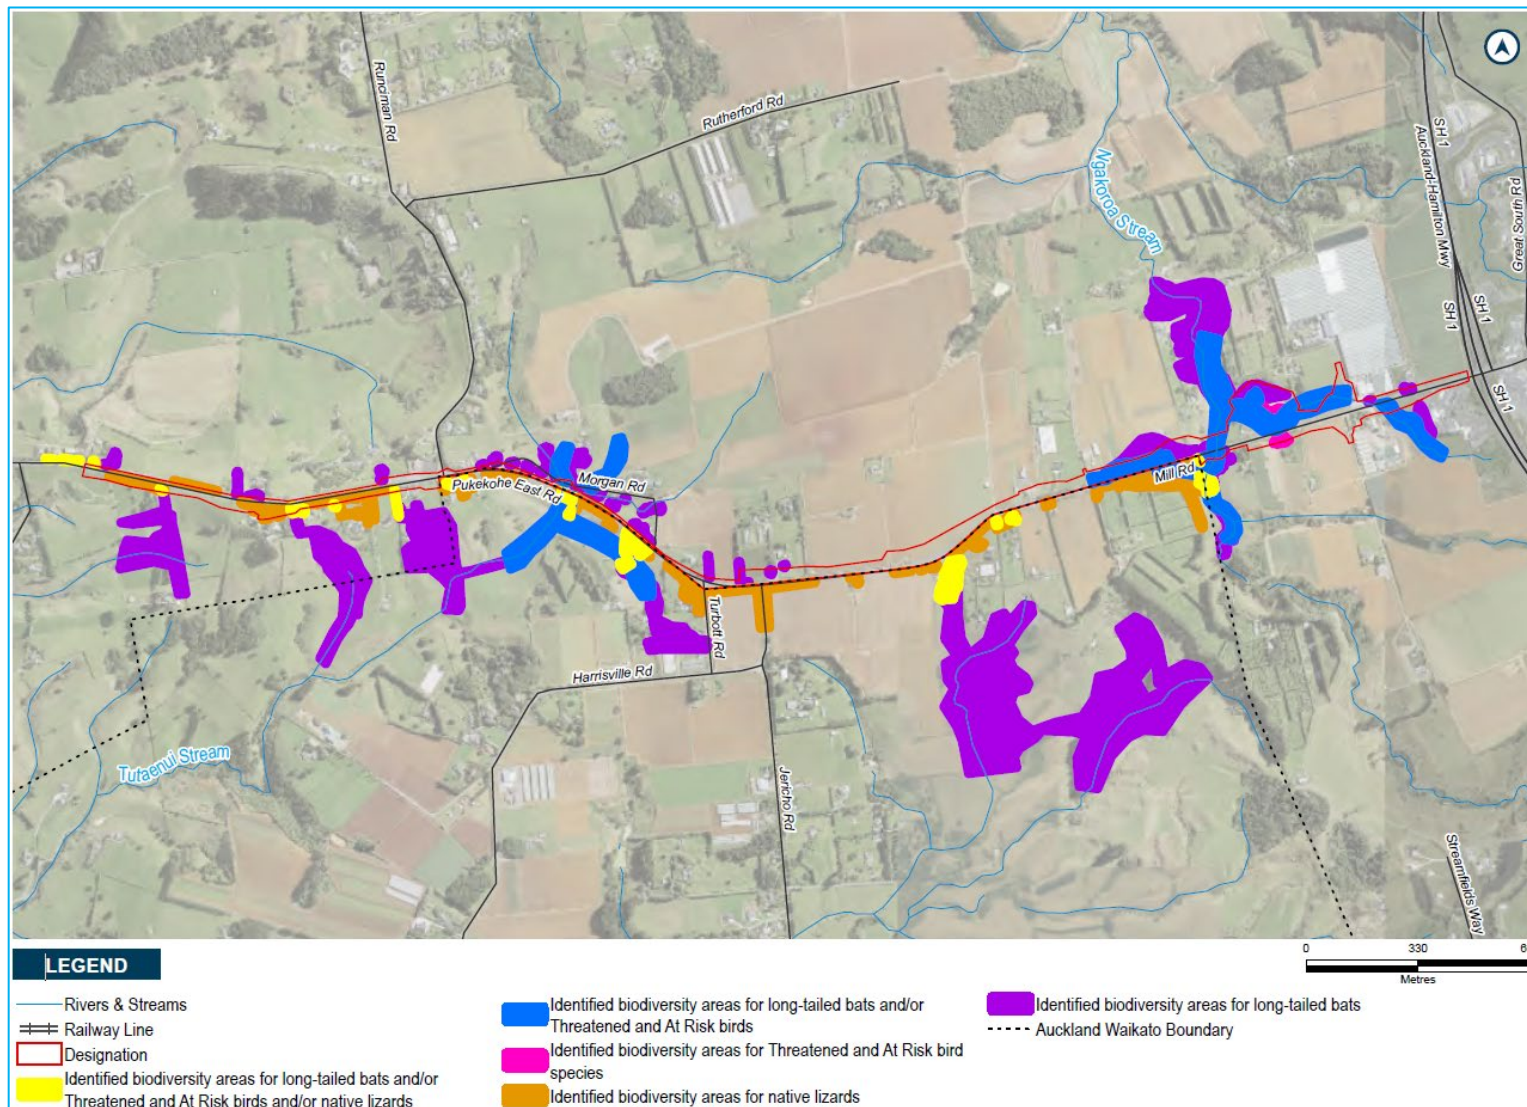 Runciman Rd
Rutherford Rd
Ngakoroa Stream
SH 1
Auckland-Hamilton Mwy
Great South Rd
SH 1
SH 1
SH 1
Morgan Rd
Pukekohe East Rd
Mill Rd
Turbott Rd
Harrisville Rd
Tutaenui Stream
Jericho Rd
Streamfields Way
LEGEND
0 330 6
Metres
Rivers & Streams
Railway Line
Designation
Identified biodiversity areas for long-tailed bats and/or
Threatened and At Risk birds and/or native lizards
Identified biodiversity areas for long-tailed bats and/or
Threatened and At Risk birds
Identified biodiversity areas for Threatened and At Risk bird
species
Identified biodiversity areas for native lizards
Identified biodiversity areas for long-tailed bats
Auckland Waikato Boundary